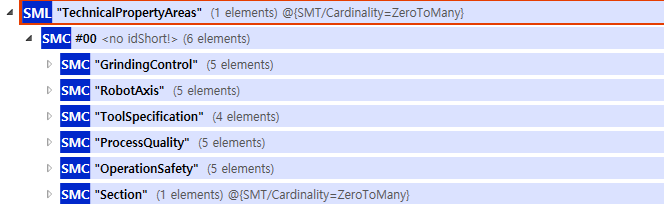 SML "TechnicalPropertyAreas" (1 elements) @{SMT/Cardinality=ZeroToMany}
SMC #00 <no idShort!> (6 elements)
SMC "GrindingControl" (5 elements)
SMC "RobotAxis" (5 elements)
SMC "ToolSpecification" (4 elements)
SMC "ProcessQuality" (5 elements)
SMC "OperationSafety" (5 elements)
SMC "Section" (1 elements) @{SMT/Cardinality=ZeroToMany}